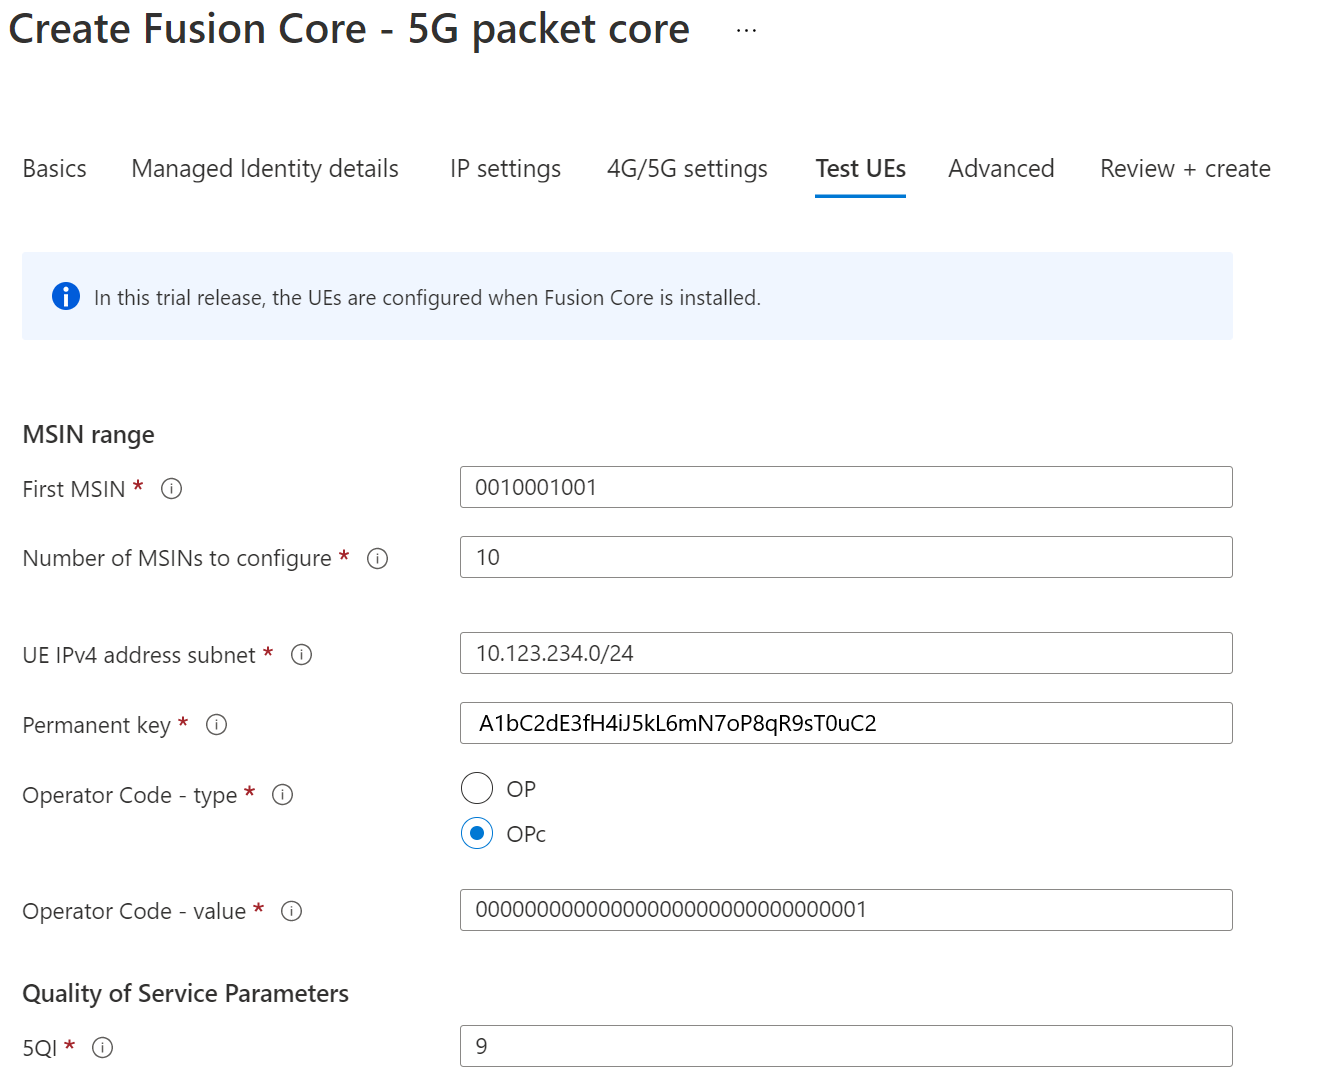 Create Fusion Core - 5G packet core ...
Basics Managed Identity details IP settings 4G/5G settings Test UEs Advanced Review + create
In this trial release, the UEs are configured when Fusion Core is installed.
MSIN range
First MSIN * 0010001001
Number of MSINs to configure * 10
UE IPv4 address subnet * 10.123.234.0/24
Permanent key * A1bC2dE3fH4iJ5kL6mN7oP8qR9sT0uC2
Operator Code - type * OP
OPc
Operator Code - value * 00000000000000000000000000000001
Quality of Service Parameters
5QI * 9